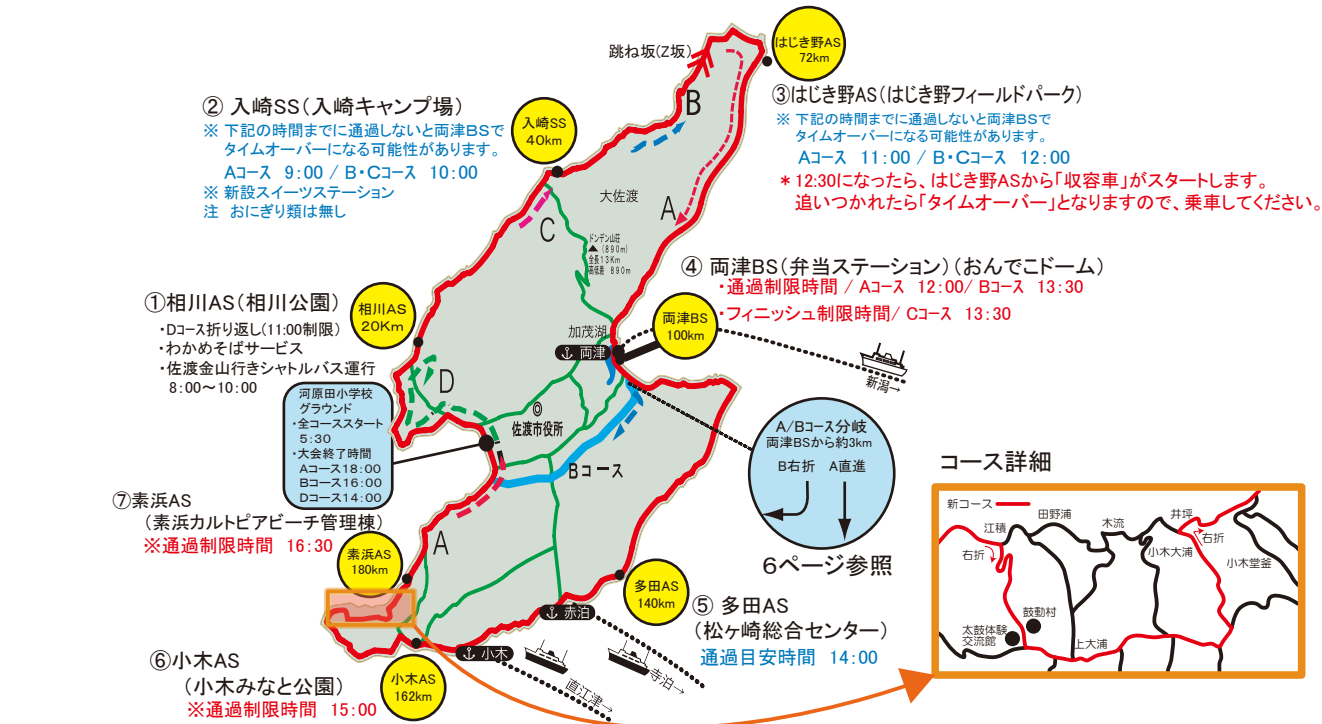 跳ね坂(Z坂)
はじき野AS
72km
② 入崎SS(入崎キャンプ場)
※ 下記の時間までに通過しないと両津BSで
タイムオーバーになる可能性があります。
Aコース 9:00 / B・Cコース 10:00
※ 新設スイーツステーション
注 おにぎり類は無し
入崎SS
40km
B
③はじき野AS(はじき野フィールドパーク)
※ 下記の時間までに通過しないと両津BSで
タイムオーバーになる可能性があります。
Aコース 11:00 / B・Cコース 12:00
* 12:30になったら、はじき野ASから「収容車」がスタートします。
追いつかれたら「タイムオーバー」となりますので、乗車してください。
大佐渡
A
C
ドンデン山荘
▲ (890m)
全長13Km
高低差 890m
④ 両津BS(弁当ステーション)(おんでこドーム)
・通過制限時間 / Aコース 12:00/ Bコース 13:30
・フィニッシュ制限時間/ Cコース 13:30
①相川AS(相川公園)
・Dコース折り返し(11:00制限)
・わかめそばサービス
・佐渡金山行きシャトルバス運行
8:00〜10:00
相川AS
20Km
両津BS
100km
加茂湖
両津
新潟→
D
河原田小学校
グラウンド
・全コーススタート
5:30
・大会終了時間
Aコース18:00
Bコース16:00
Dコース14:00
◎
佐渡市役所
Bコース
A/Bコース分岐
両津BSから約3km
B右折 A直進
6ページ参照
⑦素浜AS
(素浜カルトピアビーチ管理棟)
※通過制限時間 16:30
素浜AS
180km
A
多田AS
140km
⑤ 多田AS
(松ヶ崎総合センター)
通過目安時間 14:00
赤泊
寺泊→
小木
直江津→
⑥小木AS
(小木みなと公園)
※通過制限時間 15:00
小木AS
162km
コース詳細
新コース
江積
田野浦
木流
井坪
右折
右折
小木大浦
小木堂釜
鼓動村
太鼓体験
交流館
上大浦